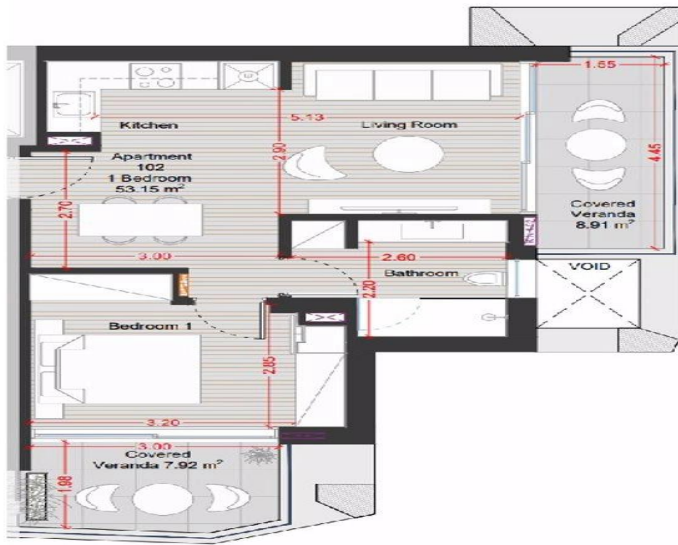 1.55
Kitchen
5.13
Living Room
Apartment
102
1 Bedroom
53.15 m²
2.90
4.45
2.70
Covered
Veranda
8.91 m²
3.00
2.60
Bathroom
VOID
2.20
Bedroom 1
2.85
3.20
3.00
Covered
Veranda 7.92 m²
1.98